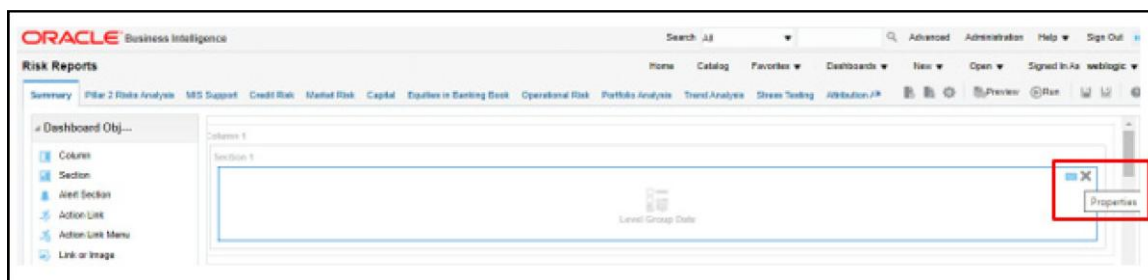 ORACLE Business Intelligence
Search All Advanced Administration Help Sign Out
Risk Reports Home Catalog Favorites Dashboards New Open Signed In As weblogic
Summary Pillar 2 Risks Analysis MIS Support Credit Risk Market Risk Capital Equities in Banking Book Operational Risk Portfolio Analysis Trend Analysis Stress Testing Attribution A Preview Run
Dashboard Obj...
Column 1
Column
Section 1
Section
Alert Section
Properties
Action Link
Level Group Date
Action Link Menu
Link or Image